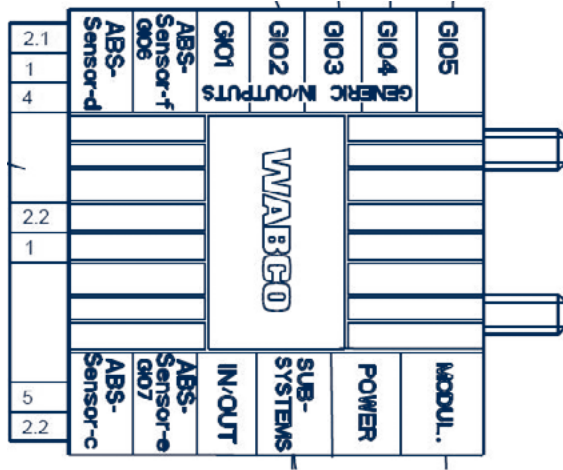 2.1
1
4
2.2
1
5
2.2
ABS-
Sensor-d
ABS-
Sensor-f
GIO6
GIO1
GIO2
GIO3
GIO4
GIO5
GENERIC IN/OUTPUTS
WABCO
ABS-
Sensor-c
ABS-
Sensor-e
GIO7
IN/OUT
SUB-
SYSTEMS
POWER
MODUL..